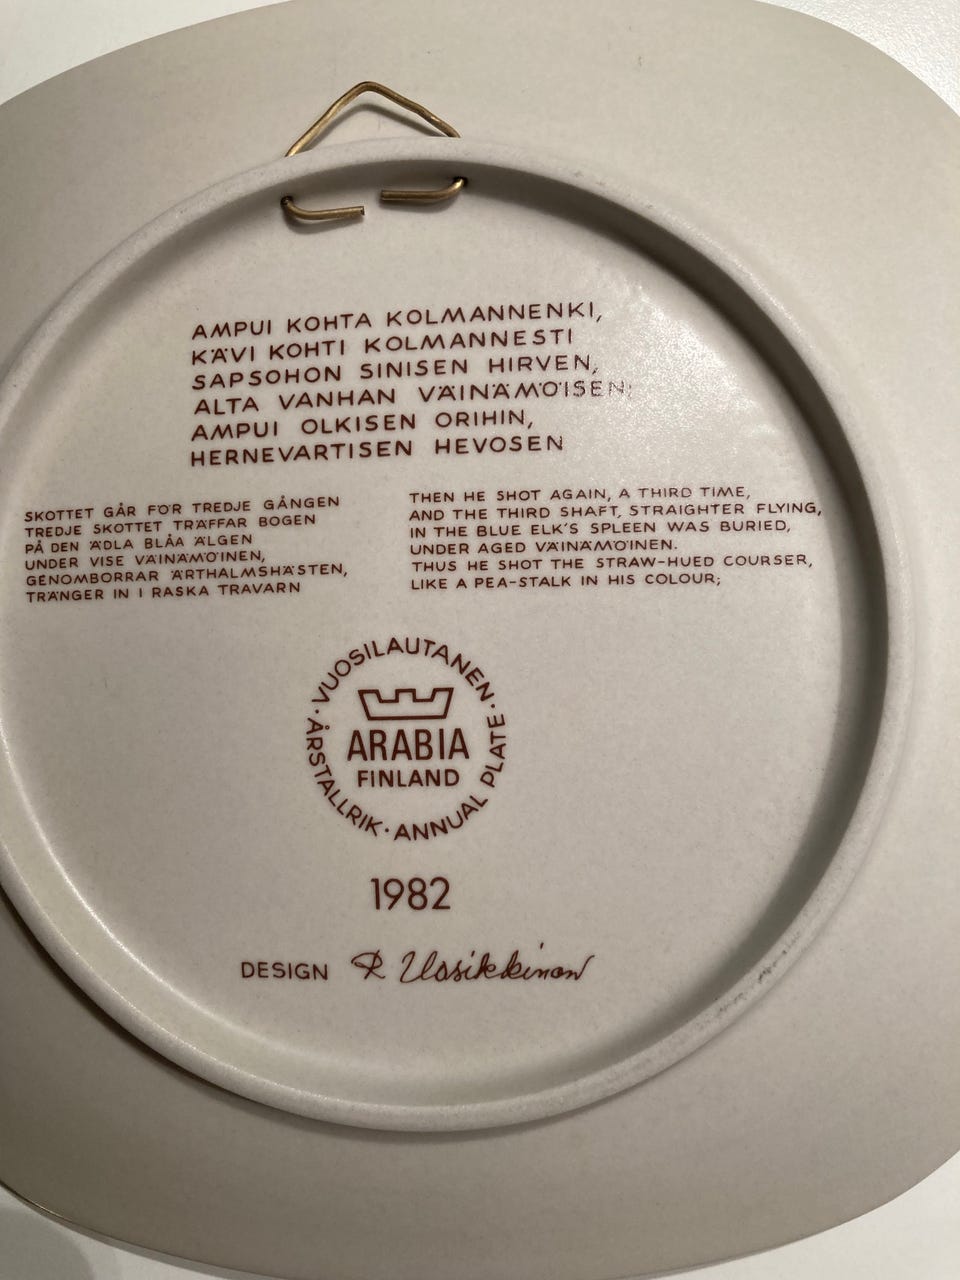 AMPUI KOHTA KOLMANNENKI,
KÄVI KOHTI KOLMANNESTI
SAPSOHON SINISEN HIRVEN,
ALTA VANHAN VÄINÄMÖISEN;
AMPUI OLKISEN ORIHIN,
HERNEVARTISEN HEVOSEN
SKOTTET GÅR FÖR TREDJE GÅNGEN
TREDJE SKOTTET TRÄFFAR BOGEN
PÅ DEN ÄDLA BLÅA ÄLGEN
UNDER VISE VÄINÄMÖINEN,
GENOMBORRAR ÄRTHALMSHÄSTEN,
TRÄNGER IN I RASKA TRAVARN
THEN HE SHOT AGAIN, A THIRD TIME,
AND THE THIRD SHAFT, STRAIGHTER FLYING,
IN THE BLUE ELK'S SPLEEN WAS BURIED,
UNDER AGED VÄINÄMÖINEN.
THUS HE SHOT THE STRAW-HUED COURSER,
LIKE A PEA-STALK IN HIS COLOUR;
· VUOSILAUTANEN · ANNUAL PLATE · ÅRSTALLRIK
ARABIA
FINLAND
1982
DESIGN R Uosikkinen